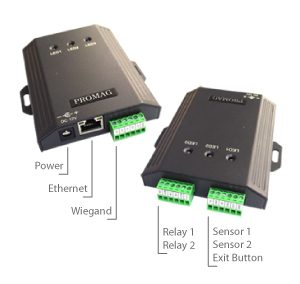 LED1 LED2 LED3
PROMAG
DC 12V
PROMAG
LED3 LED2 LED1
Power
Ethernet
Wiegand
Relay 1
Relay 2
Sensor 1
Sensor 2
Exit Button